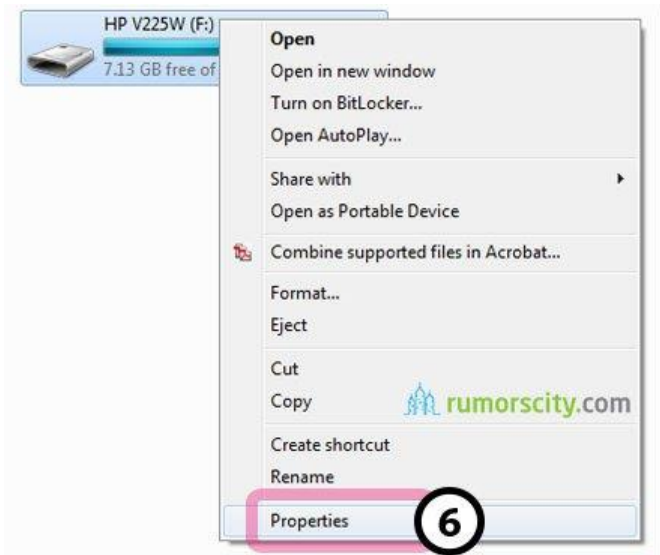 HP V225W (F:)
7.13 GB free of
Open
Open in new window
Turn on BitLocker...
Open AutoPlay...
Share with
Open as Portable Device
Combine supported files in Acrobat...
Format...
Eject
Cut
Copy
rumorscity.com
Create shortcut
Rename
Properties
6